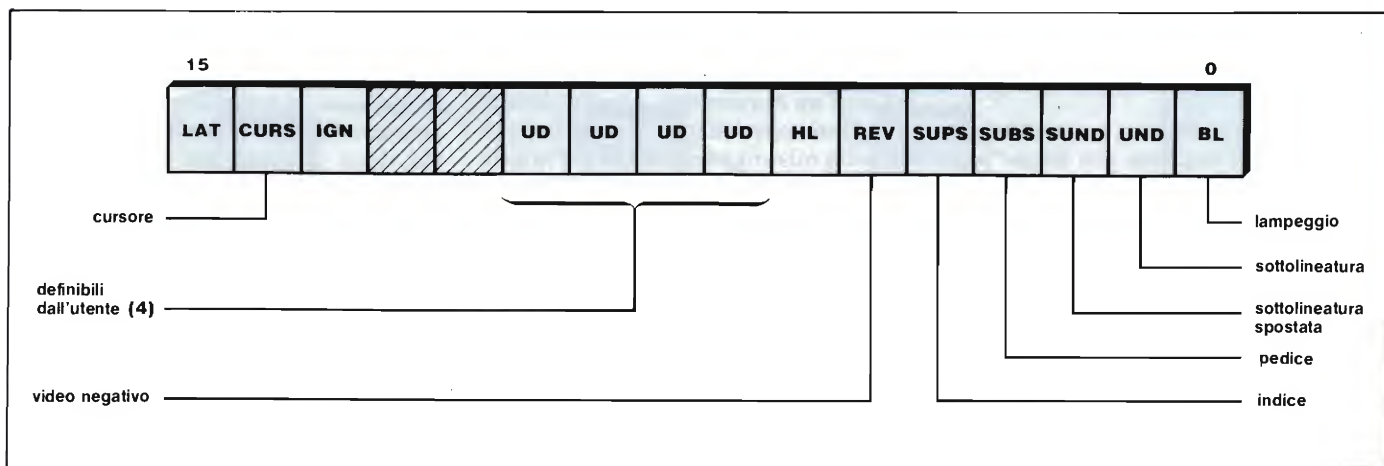 15 0
LAT CURS IGN UD UD UD UD HL REV SUPS SUBS SUND UND BL
cursore
lampeggio
sottolineatura
definibili
dall'utente (4)
sottolineatura
spostata
pedice
video negativo
indice